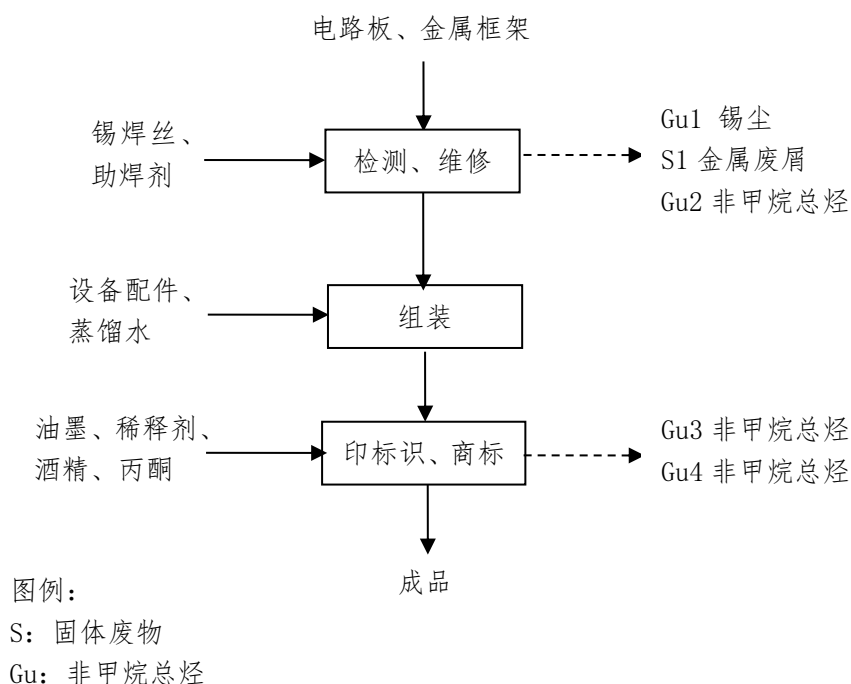 电路板、金属框架
锡焊丝、
助焊剂
检测、维修
Gu1 锡尘
S1 金属废屑
Gu2 非甲烷总烃
设备配件、
蒸馏水
组装
油墨、稀释剂、
酒精、丙酮
印标识、商标
Gu3 非甲烷总烃
Gu4 非甲烷总烃
成品
图例：
S：固体废物
Gu：非甲烷总烃